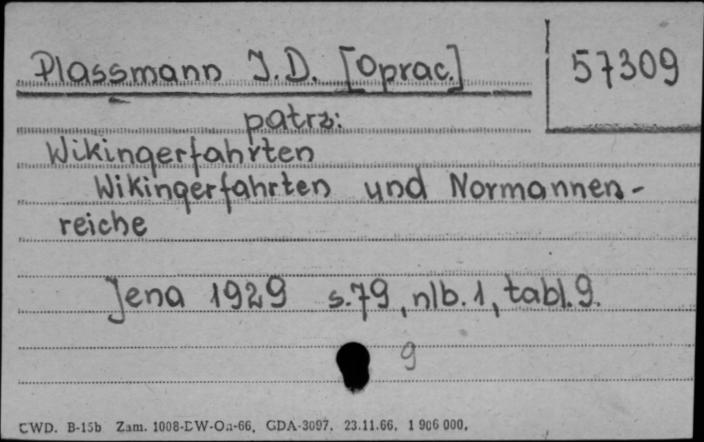 Plassmann J.D. [Oprac.]
57309
patrz:
Wikingerfahrten
Wikingerfahrten und Normannen-
reiche
Jena 1929 s.79, nlb.1, tabl.9.
9
CWD. B-15b Zam. 1008-DW-Oa-66, GDA-3097, 23.11.66, 1 906 000,